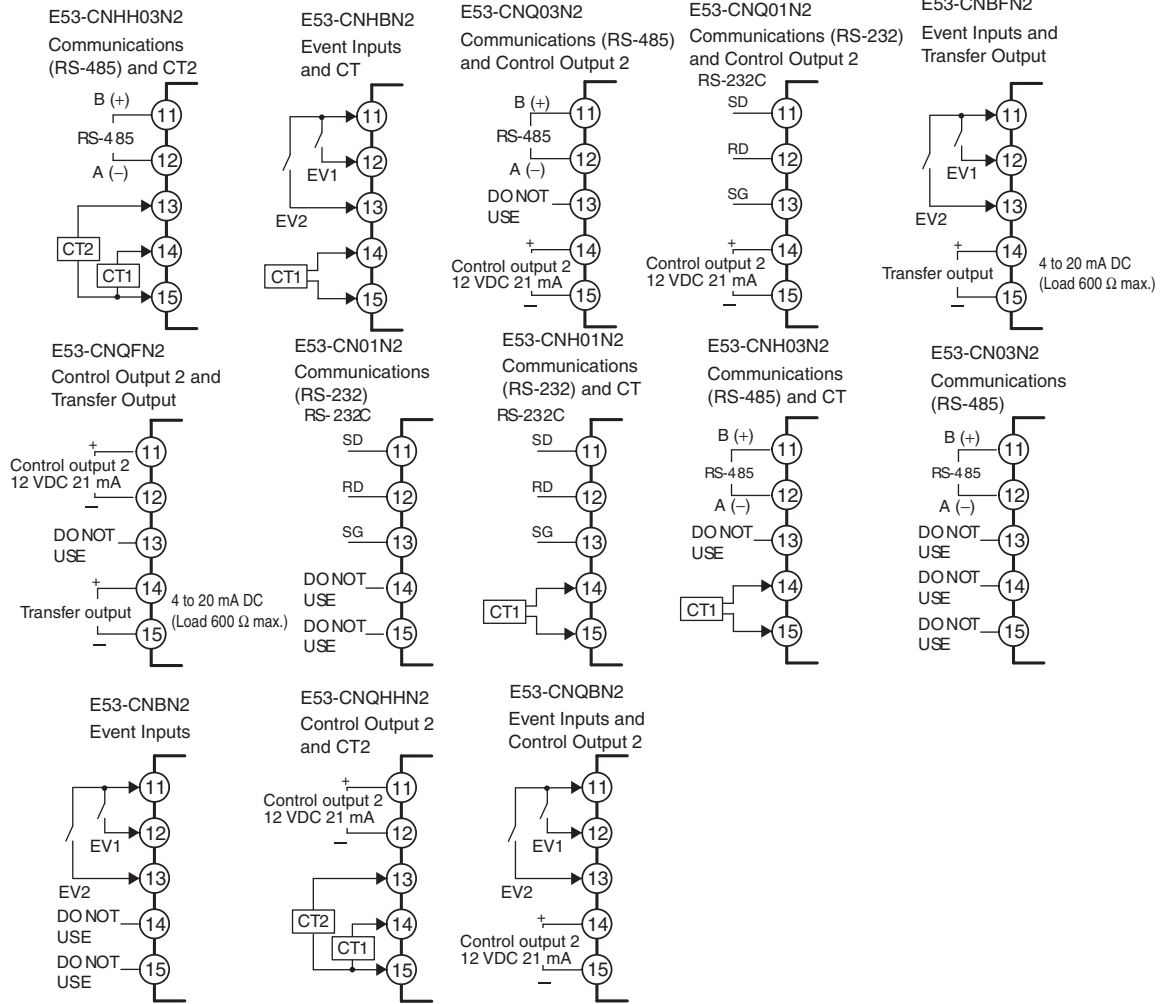 E53-CNHH03N2
Communications
(RS-485) and CT2
B (+)
11
RS-485
12
A (−)
13
CT2
14
CT1
15
E53-CNHBN2
Event Inputs
and CT
11
12
EV1
13
EV2
14
CT1
15
E53-CNQ03N2
Communications (RS-485)
and Control Output 2
B (+)
11
RS-485
12
A (−)
DO NOT
USE
13
+
14
Control output 2
12 VDC 21 mA
15
−
E53-CNQ01N2
Communications (RS-232)
and Control Output 2
RS-232C
SD
11
RD
12
SG
13
+
14
Control output 2
12 VDC 21 mA
15
−
E53-CNBFN2
Event Inputs and
Transfer Output
11
12
EV1
13
EV2
+
14
Transfer output
4 to 20 mA DC
(Load 600 Ω max.)
15
−
E53-CNQFN2
Control Output 2 and
Transfer Output
+
11
Control output 2
12 VDC 21 mA
12
−
DO NOT
USE
13
+
14
Transfer output
4 to 20 mA DC
(Load 600 Ω max.)
15
−
E53-CN01N2
Communications
(RS-232)
RS-232C
SD
11
RD
12
SG
13
DO NOT
USE
14
DO NOT
USE
15
E53-CNH01N2
Communications
(RS-232) and CT
RS-232C
SD
11
RD
12
SG
13
14
CT1
15
E53-CNH03N2
Communications
(RS-485) and CT
B (+)
11
RS-485
12
A (−)
DO NOT
USE
13
14
CT1
15
E53-CN03N2
Communications
(RS-485)
B (+)
11
RS-485
12
A (−)
DO NOT
USE
13
DO NOT
USE
14
DO NOT
USE
15
E53-CNBN2
Event Inputs
11
12
EV1
13
EV2
DO NOT
USE
14
DO NOT
USE
15
E53-CNQHHN2
Control Output 2
and CT2
+
11
Control output 2
12 VDC 21 mA
12
−
13
CT2
14
CT1
15
E53-CNQBN2
Event Inputs and
Control Output 2
11
12
EV1
13
EV2
+
14
Control output 2
12 VDC 21 mA
15
−